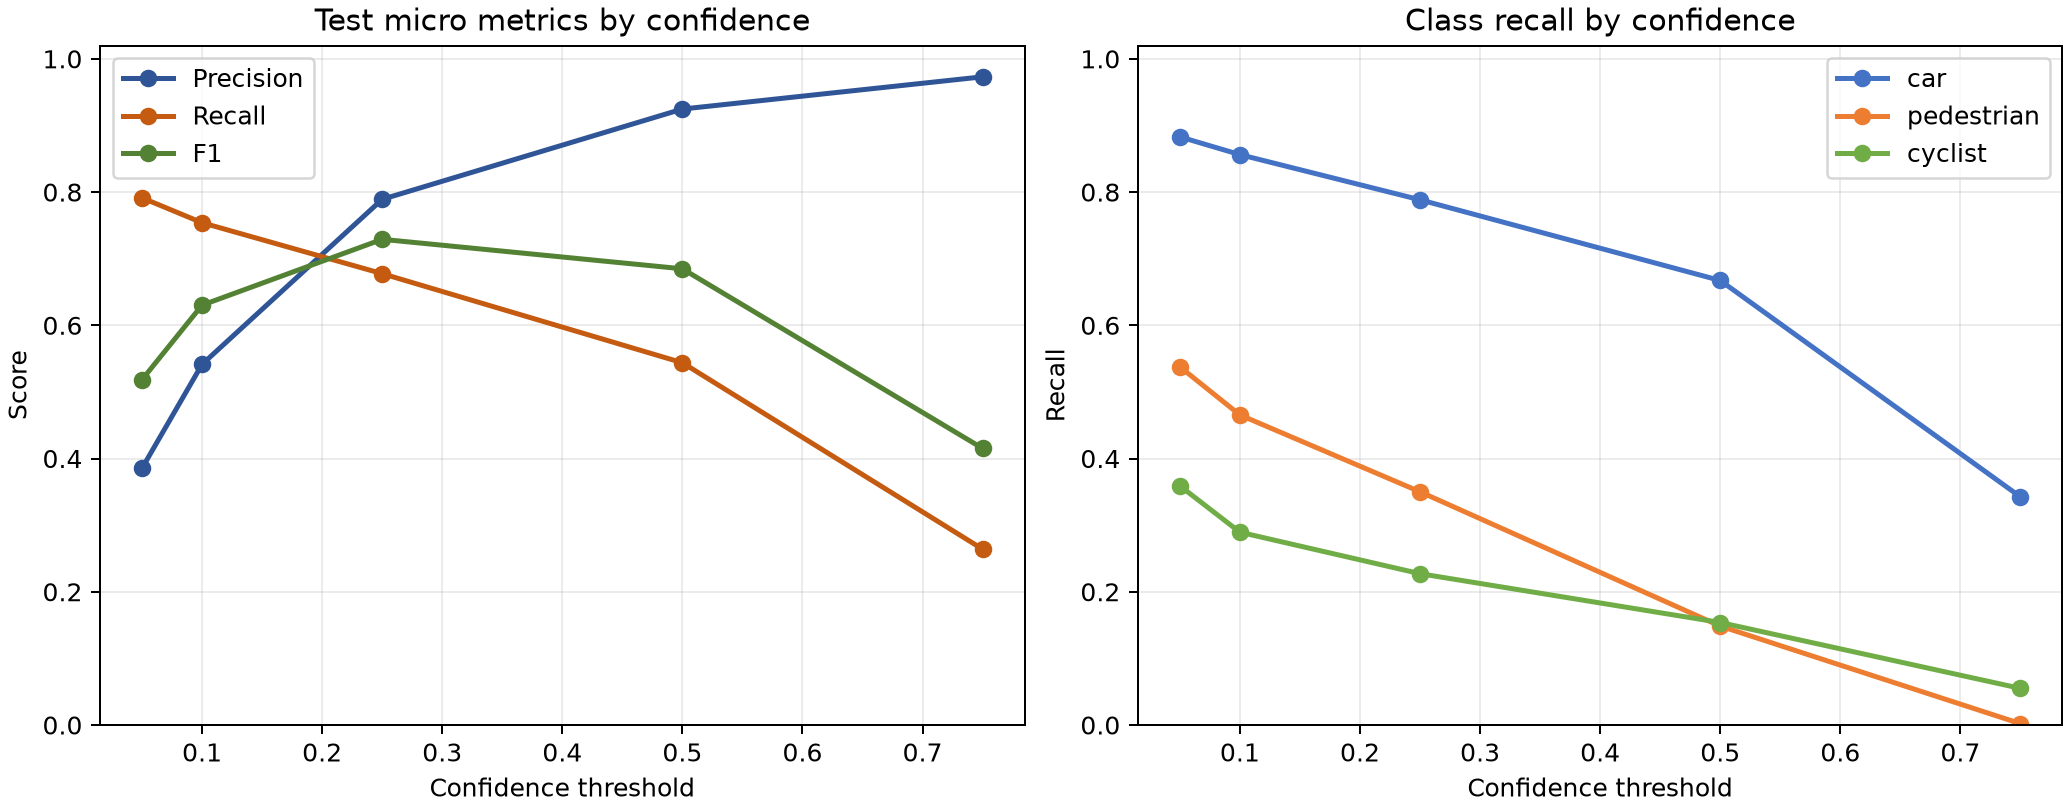 Test micro metrics by confidence
1.0
0.8
0.6
0.4
0.2
0.0
Score
Precision
Recall
F1
0.1 0.2 0.3 0.4 0.5 0.6 0.7
Confidence threshold
Class recall by confidence
1.0
0.8
0.6
0.4
0.2
0.0
Recall
car
pedestrian
cyclist
0.1 0.2 0.3 0.4 0.5 0.6 0.7
Confidence threshold